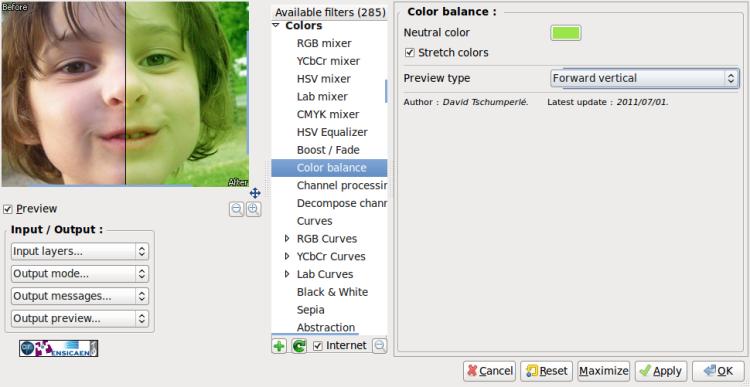 Before
After
Preview
Input / Output :
Input layers...
Output mode...
Output messages...
Output preview...
ENSICAEN
Available filters (285)
Colors
RGB mixer
YCbCr mixer
HSV mixer
Lab mixer
CMYK mixer
HSV Equalizer
Boost / Fade
Color balance
Channel processin
Decompose chann
Curves
RGB Curves
YCbCr Curves
Lab Curves
Black & White
Sepia
Abstraction
Internet
Color balance :
Neutral color
Stretch colors
Preview type
Forward vertical
Author : David Tschumperlé. Latest update : 2011/07/01.
Cancel
Reset
Maximize
Apply
OK